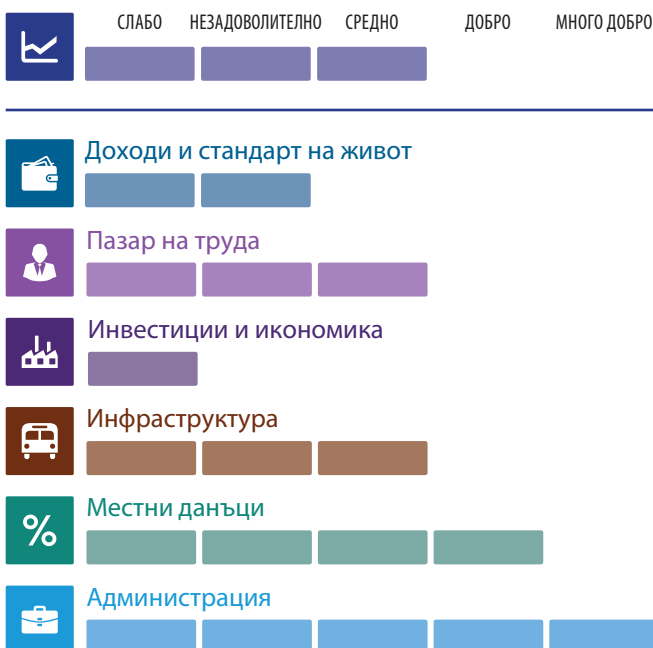 СЛАБО НЕЗАДОВОЛИТЕЛНО СРЕДНО ДОБРО МНОГО ДОБРО
Доходи и стандарт на живот
Пазар на труда
Инвестиции и икономика
Инфраструктура
Местни данъци
%
Администрация